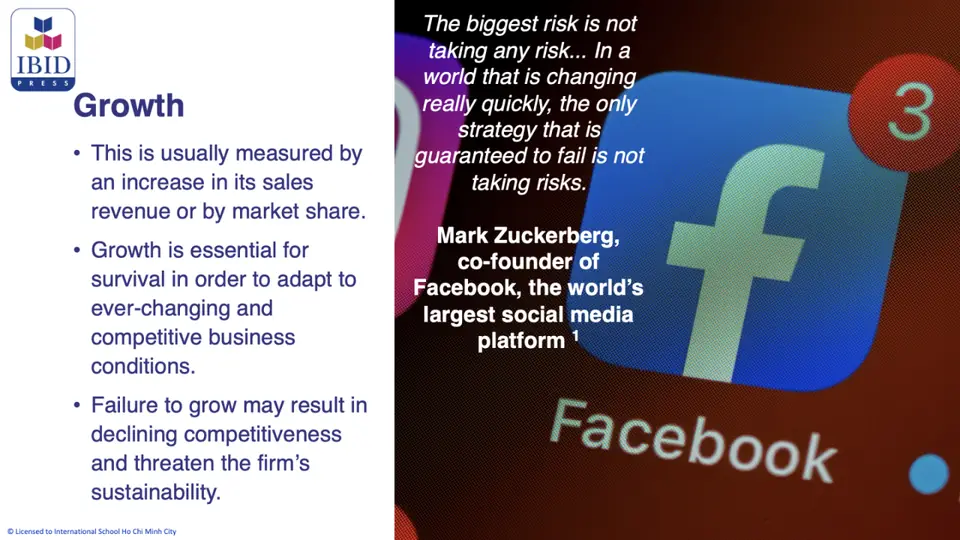 IBID
PRESS
Growth
• This is usually measured by
an increase in its sales
revenue or by market share.
• Growth is essential for
survival in order to adapt to
ever-changing and
competitive business
conditions.
• Failure to grow may result in
declining competitiveness
and threaten the firm's
sustainability.
© Licensed to International School Ho Chi Minh City
The biggest risk is not
taking any risk... In a
world that is changing
really quickly, the only
strategy that is
guaranteed to fail is not
taking risks.
Mark Zuckerberg,
co-founder of
Facebook, the world's
largest social media
platform 1
3
f
Facebook